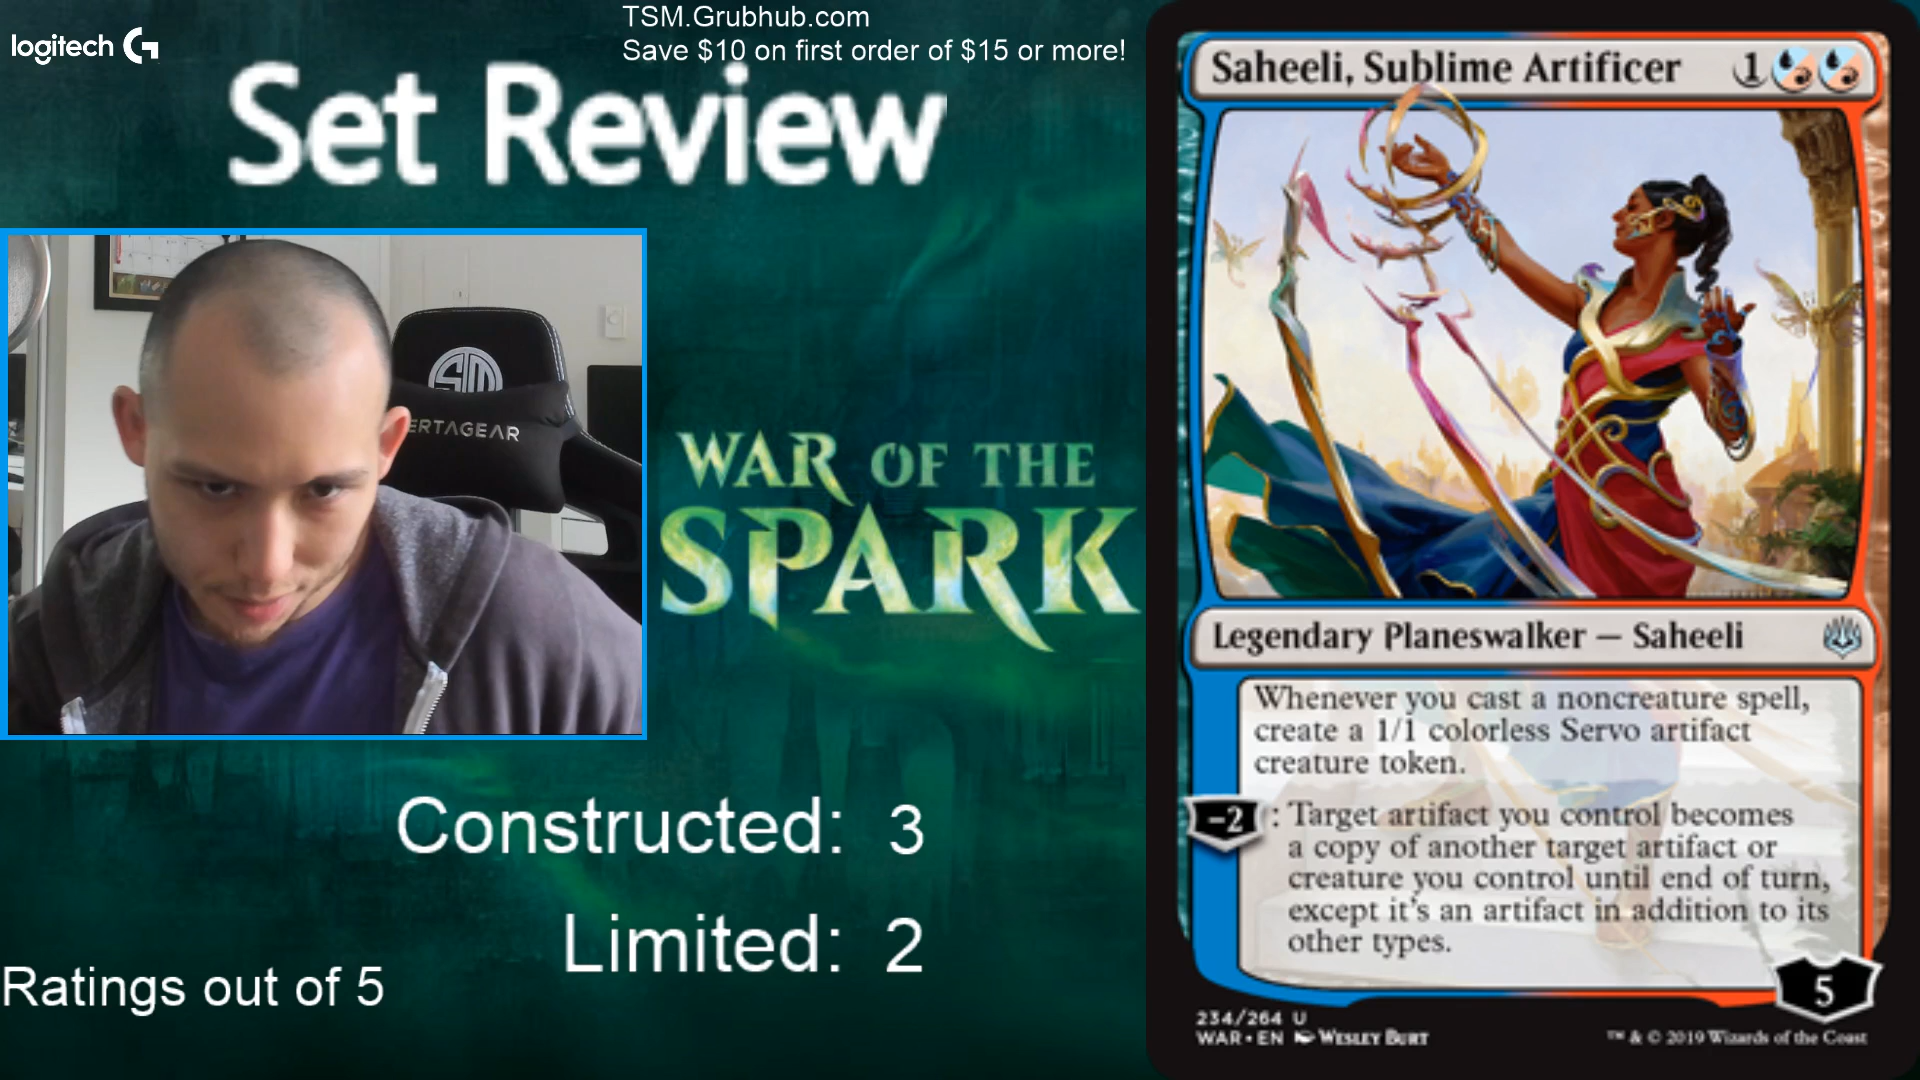 logitech G
TSM.Grubhub.com
Save $10 on first order of $15 or more!
Set Review
ERTAGEAR
WAR OF THE
SPARK
Constructed: 3
Limited: 2
Ratings out of 5
Saheeli, Sublime Artificer 1
Legendary Planeswalker — Saheeli
Whenever you cast a noncreature spell,
create a 1/1 colorless Servo artifact
creature token.
−2 : Target artifact you control becomes
a copy of another target artifact or
creature you control until end of turn,
except it's an artifact in addition to its
other types.
5
234/264 U
WAR • EN WESLEY BURT
™ & © 2019 Wizards of the Coast